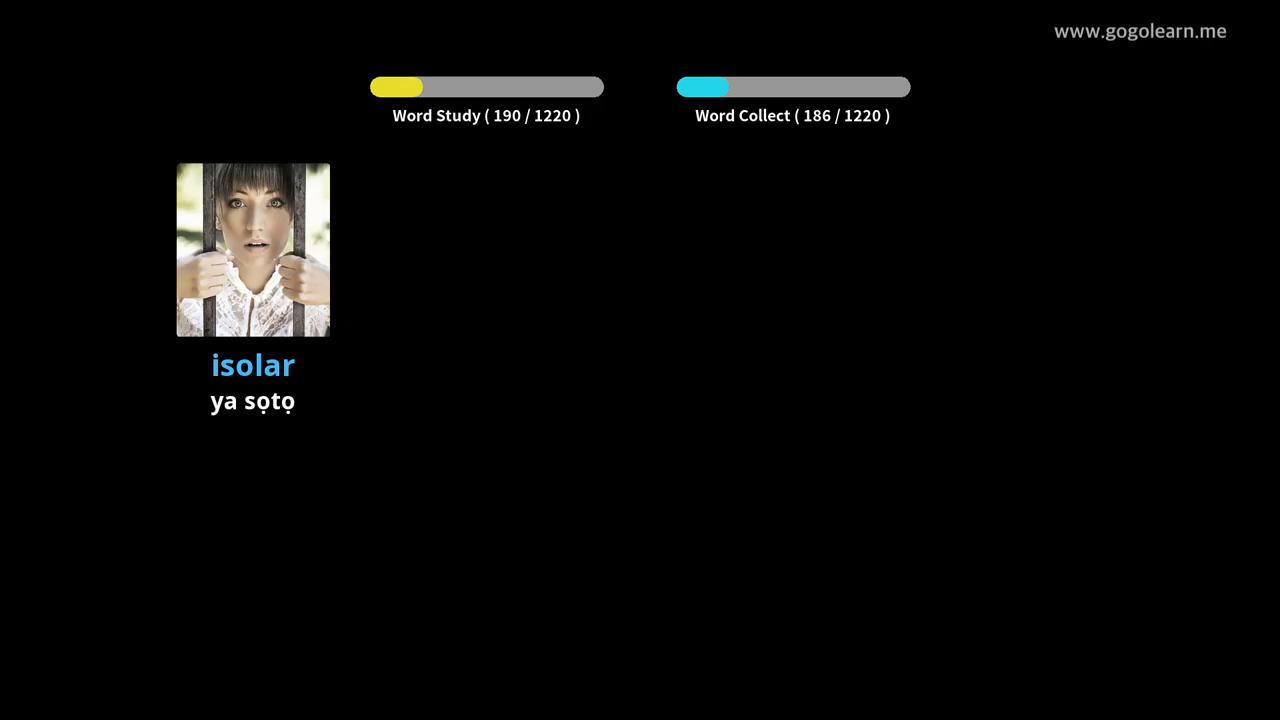 www.gogolearn.me
Word Study ( 190 / 1220 )
Word Collect ( 186 / 1220 )
isolar
ya sọtọ